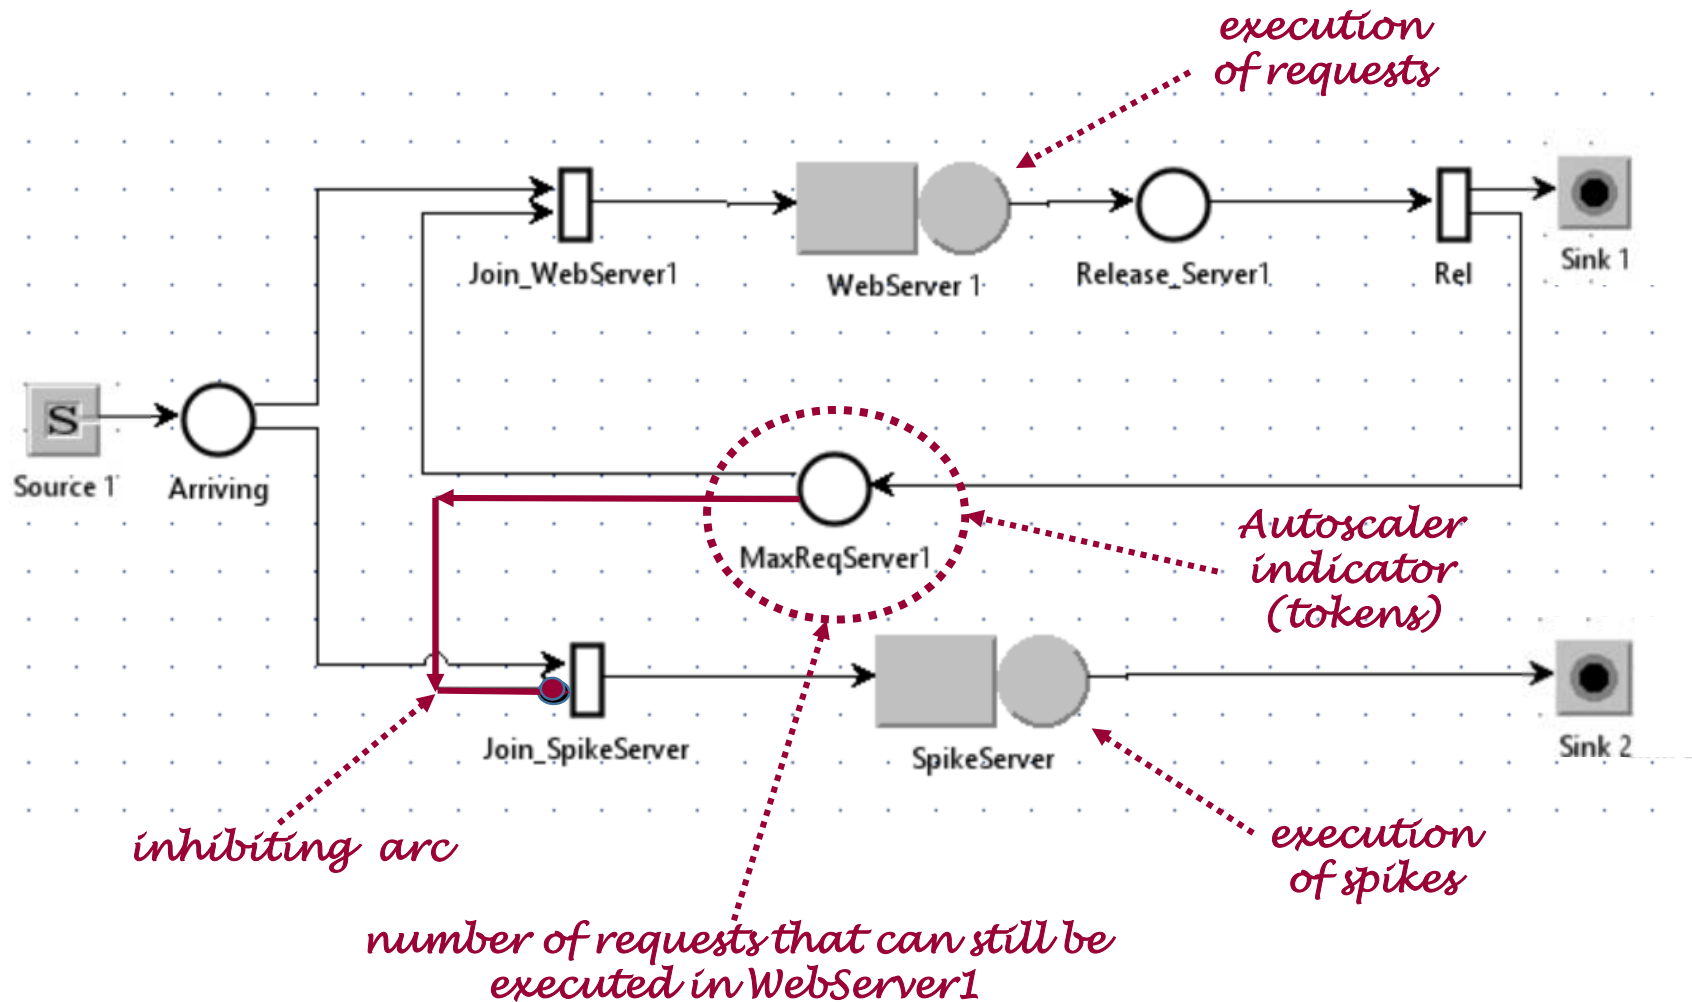 execution
of requests
Join_WebServer1
WebServer 1
Release_Server1
Rel
Sink 1
S
Source 1
Arriving
MaxReqServer1
Autoscaler
indicator
(tokens)
Join_SpikeServer
SpikeServer
Sink 2
inhibiting arc
execution
of spikes
number of requests that can still be
executed in WebServer1